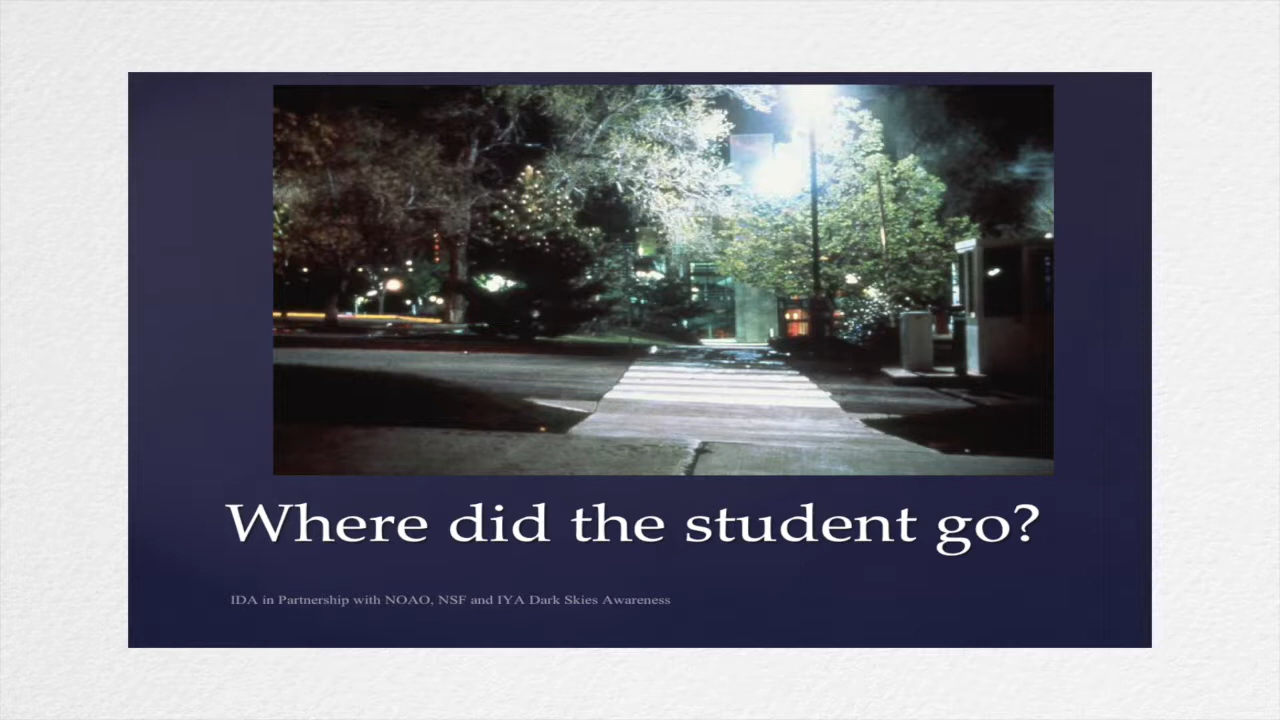 Where did the student go?
IDA in Partnership with NOAO, NSF and IYA Dark Skies Awareness